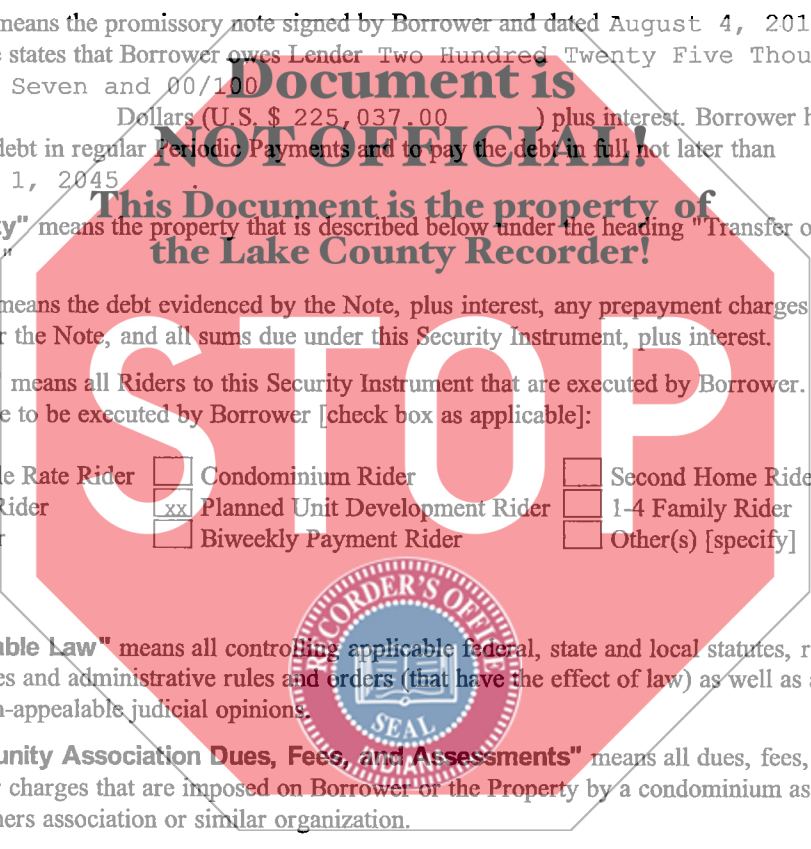 means the promissory note signed by Borrower and dated August 4, 201
states that Borrower owes Lender Two Hundred Twenty Five Thou
Seven and 00/100
Document is
Dollars (U.S. $ 225,037.00 ) plus interest. Borrower h
NOT OFFICIAL!
debt in regular Periodic Payments and to pay the debt in full not later than
1, 2045 .
This Document is the property of
y" means the property that is described below under the heading "Transfer o
the Lake County Recorder!
"
means the debt evidenced by the Note, plus interest, any prepayment charges
r the Note, and all sums due under this Security Instrument, plus interest.
STOP
" means all Riders to this Security Instrument that are executed by Borrower.
e to be executed by Borrower [check box as applicable]:
le Rate Rider Condominium Rider Second Home Ride
Rider xx Planned Unit Development Rider 1-4 Family Rider
r Biweekly Payment Rider Other(s) [specify]
RECORDER'S OFFICE
able Law" means all controlling applicable federal, state and local statutes, r
es and administrative rules and orders (that have the effect of law) as well as a
n-appealable judicial opinions.
SEAL
INDIANA
unity Association Dues, Fees, and Assessments" means all dues, fees,
r charges that are imposed on Borrower or the Property by a condominium as
ners association or similar organization.